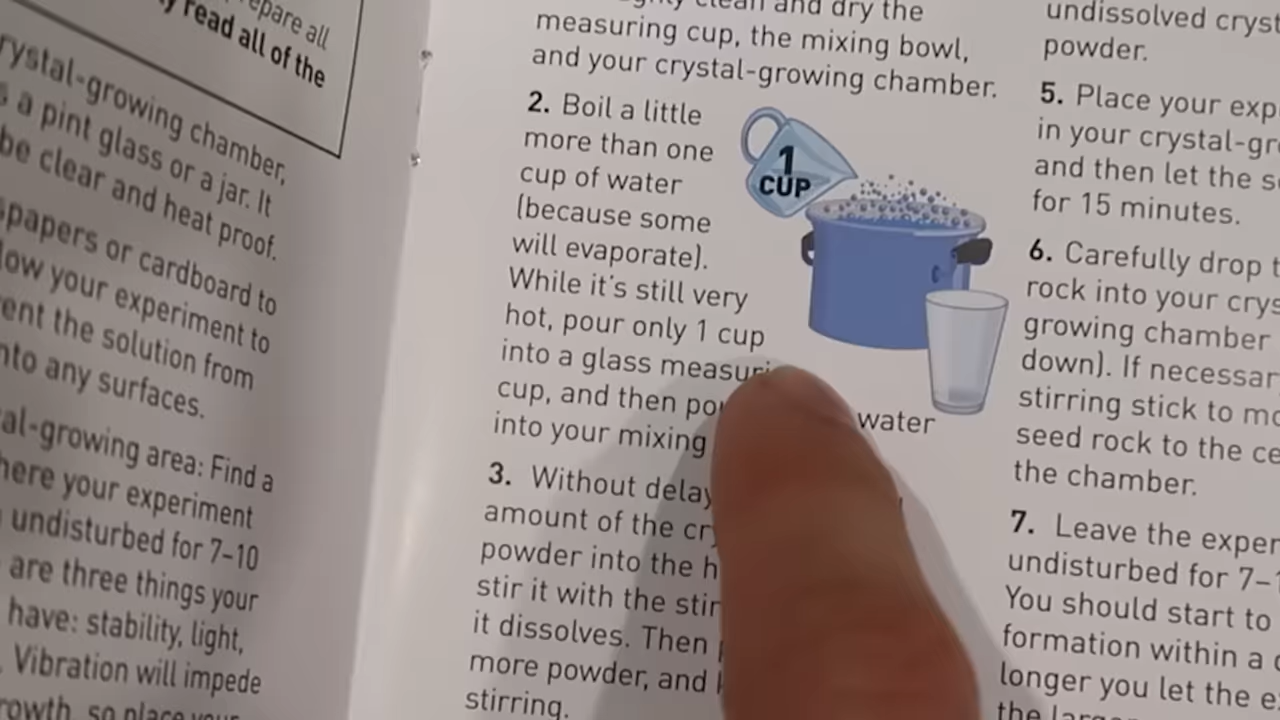 epare all
read all of the
crystal-growing chamber,
a pint glass or a jar. It
be clear and heat proof.
papers or cardboard to
your experiment to
the solution from
into any surfaces.
al-growing area: Find a
here your experiment
undisturbed for 7–10
are three things your
have: stability, light,
Vibration will impede
so place your
clean and dry the
measuring cup, the mixing bowl,
and your crystal-growing chamber.
2. Boil a little
more than one
cup of water
(because some
will evaporate).
While it's still very
hot, pour only 1 cup
into a glass measuri
cup, and then pou
water
into your mixing
1
CUP
3. Without delay
amount of the cry
powder into the h
stir it with the stir
it dissolves. Then
more powder, and
stirring.
undissolved cryst
powder.
5. Place your exp
in your crystal-gr
and then let the s
for 15 minutes.
6. Carefully drop t
rock into your crys
growing chamber
down). If necessar
stirring stick to mo
seed rock to the ce
the chamber.
7. Leave the exper
undisturbed for 7–1
You should start to
formation within a
longer you let the e
the larger